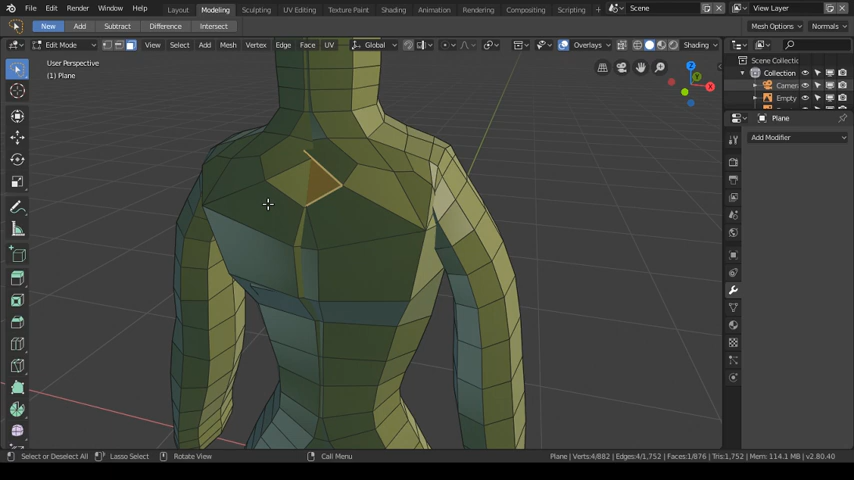 File Edit Render Window Help Layout Modeling Sculpting UV Editing Texture Paint Shading Animation Rendering Compositing Scripting Scene View Layer
New Add Subtract Difference Intersect Mesh Options Normals
Edit Mode View Select Add Mesh Vertex Edge Face UV Global Overlays Shading
User Perspective
(1) Plane
Z
Y
X
Scene Collectic
Collection
Camer
Empty
Plane
Add Modifier
Select or Deselect All Lasso Select Rotate View Call Menu Plane | Verts:4/882 | Edges:4/1,752 | Faces:1/876 | Tris:1,752 | Mem: 114.1 MB | v2.80.40